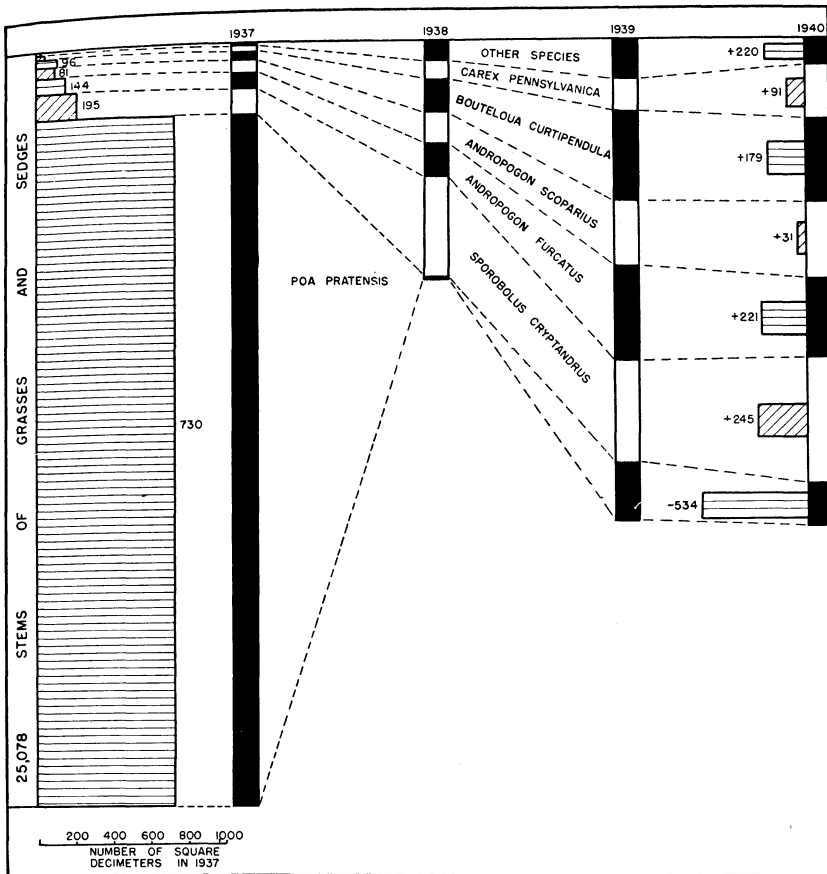 1937
1938
1939
1940
96
81
144
195
730
25,078 STEMS OF GRASSES AND SEDGES
OTHER SPECIES
CAREX PENNSYLVANICA
BOUTELOUA CURTIPENDULA
ANDROPOGON SCOPARIUS
ANDROPOGON FURCATUS
SPOROBOLUS CRYPTANDRUS
POA PRATENSIS
+220
+91
+179
+31
+221
+245
-534
200 400 600 800 1000
NUMBER OF SQUARE
DECIMETERS IN 1937